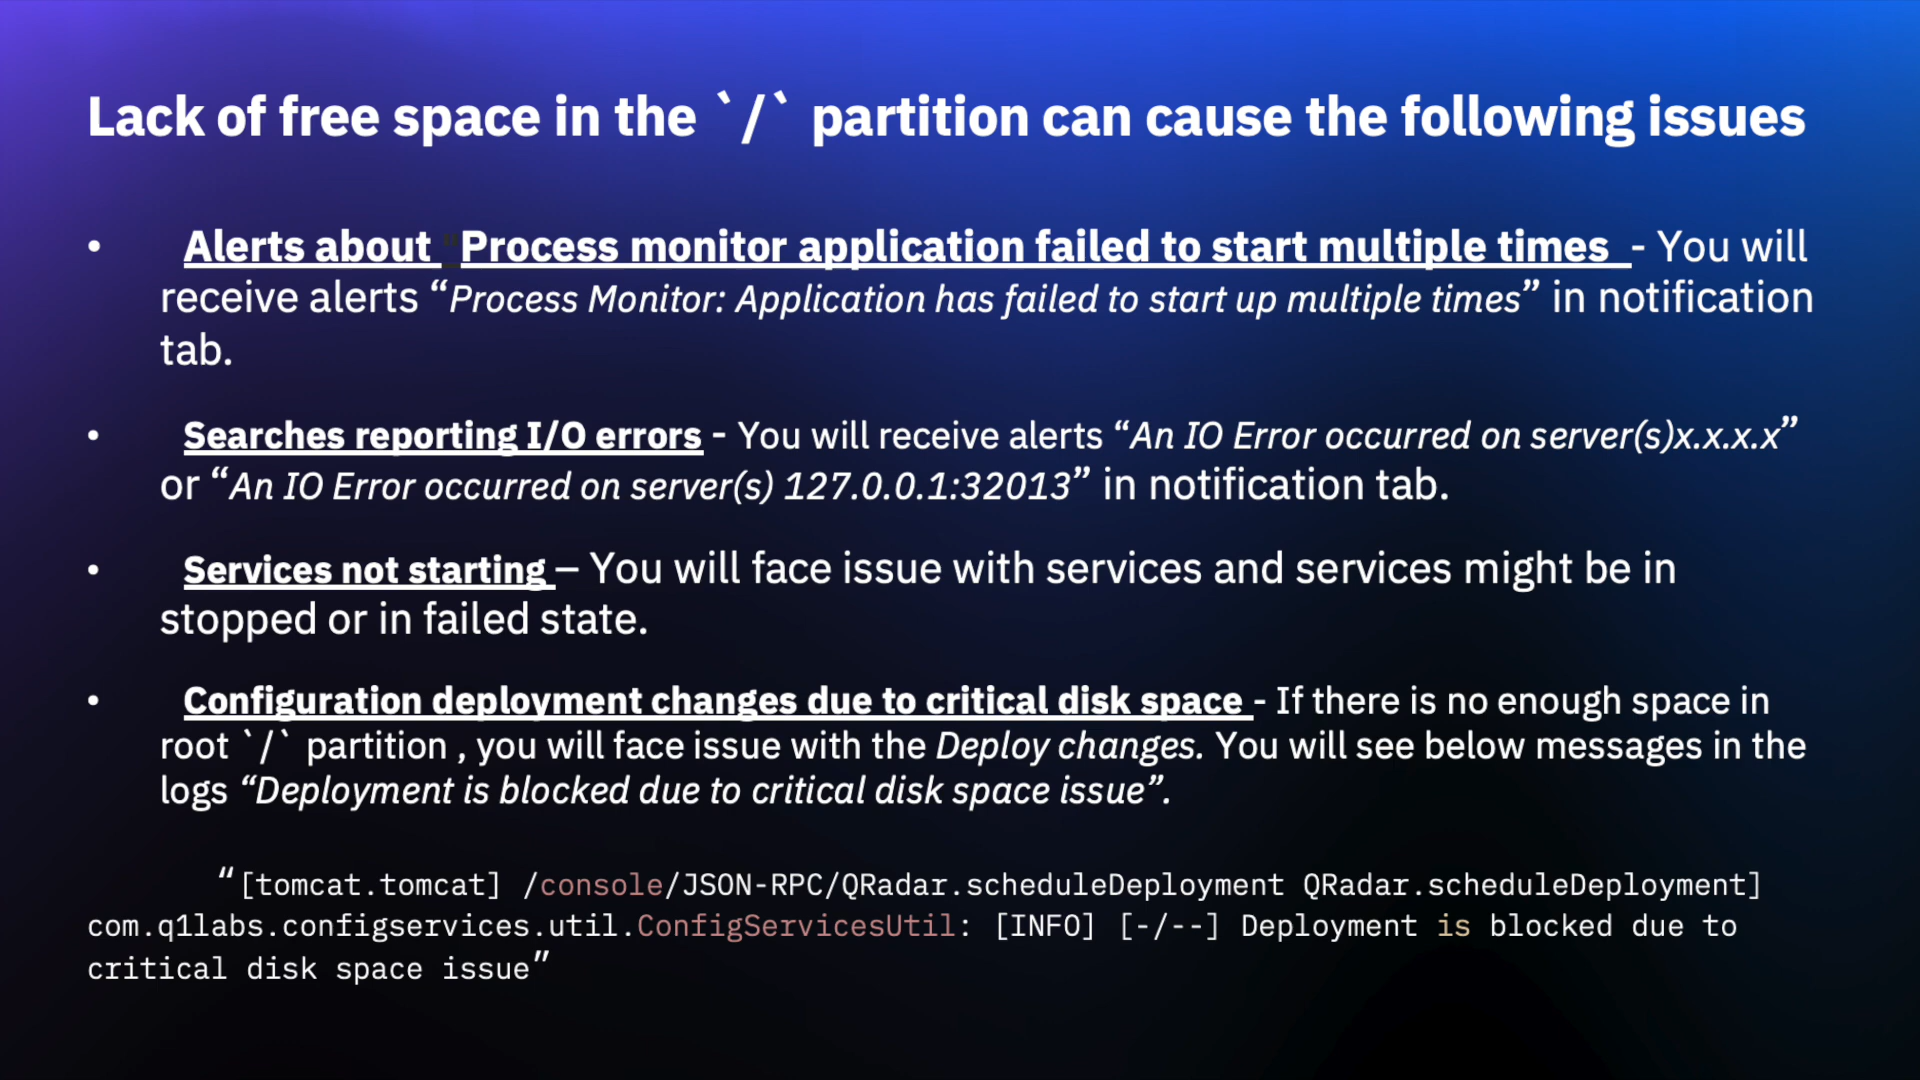 Lack of free space in the `/` partition can cause the following issues
• Alerts about "Process monitor application failed to start multiple times - You will
receive alerts “Process Monitor: Application has failed to start up multiple times” in notification
tab.
• Searches reporting I/O errors - You will receive alerts “An IO Error occurred on server(s)x.x.x.x”
or “An IO Error occurred on server(s) 127.0.0.1:32013” in notification tab.
• Services not starting – You will face issue with services and services might be in
stopped or in failed state.
• Configuration deployment changes due to critical disk space - If there is no enough space in
root `/` partition , you will face issue with the Deploy changes. You will see below messages in the
logs “Deployment is blocked due to critical disk space issue”.
“[tomcat.tomcat] /console/JSON-RPC/QRadar.scheduleDeployment QRadar.scheduleDeployment]
com.q1labs.configservices.util.ConfigServicesUtil: [INFO] [-/--] Deployment is blocked due to
critical disk space issue”